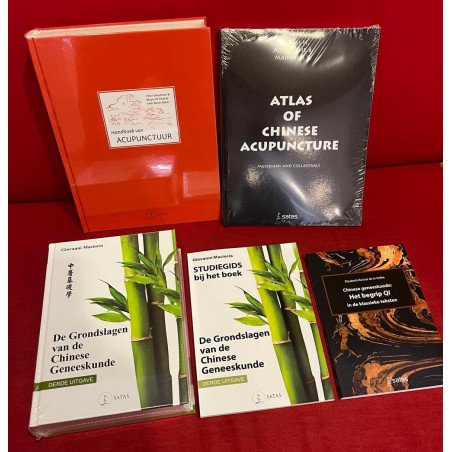 Handboek van
ACUPUNCTUUR
ATLAS
OF
CHINESE
ACUPUNCTURE
MERIDIANS AND COLLATERALS
satas
Giovanni Maciocia
中醫基礎學
De Grondslagen
van de
Chinese
Geneeskunde
DERDE UITGAVE
SATAS
Giovanni Maciocia
STUDIEGIDS
bij het boek
De Grondslagen
van de
Chinese
Geneeskunde
DERDE UITGAVE
SATAS
Chinese geneeskunde:
Het begrip QI
in de klassieke teksten
satas